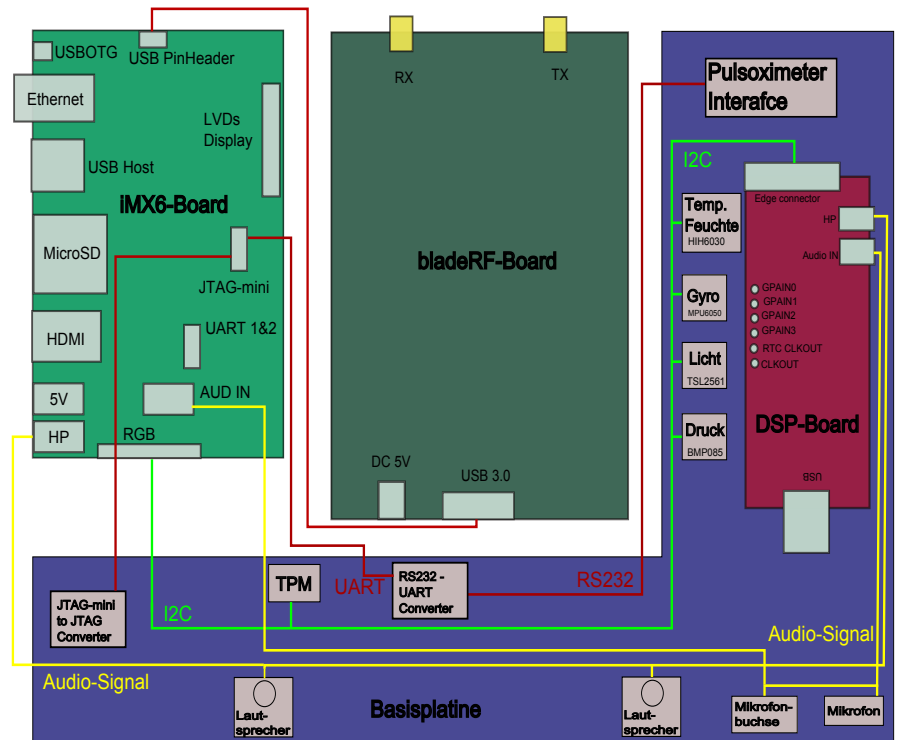 USBOTG
USB PinHeader
Ethernet
LVDs
Display
USB Host
iMX6-Board
MicroSD
JTAG-mini
HDMI
UART 1&2
5V
AUD IN
HP
RGB
RX
TX
bladeRF-Board
DC 5V
USB 3.0
Pulsoximeter
Interafce
I2C
Edge connector
Temp.
Feuchte
HIH6030
HP
Audio IN
Gyro
MPU6050
GPAIN0
GPAIN1
GPAIN2
GPAIN3
RTC CLKOUT
CLKOUT
Licht
TSL2561
Druck
BMP085
DSP-Board
USB
JTAG-mini
to JTAG
Converter
I2C
TPM
UART
RS232 -
UART
Converter
RS232
Audio-Signal
Audio-Signal
Laut-
sprecher
Basisplatine
Laut-
sprecher
Mikrofon-
buchse
Mikrofon